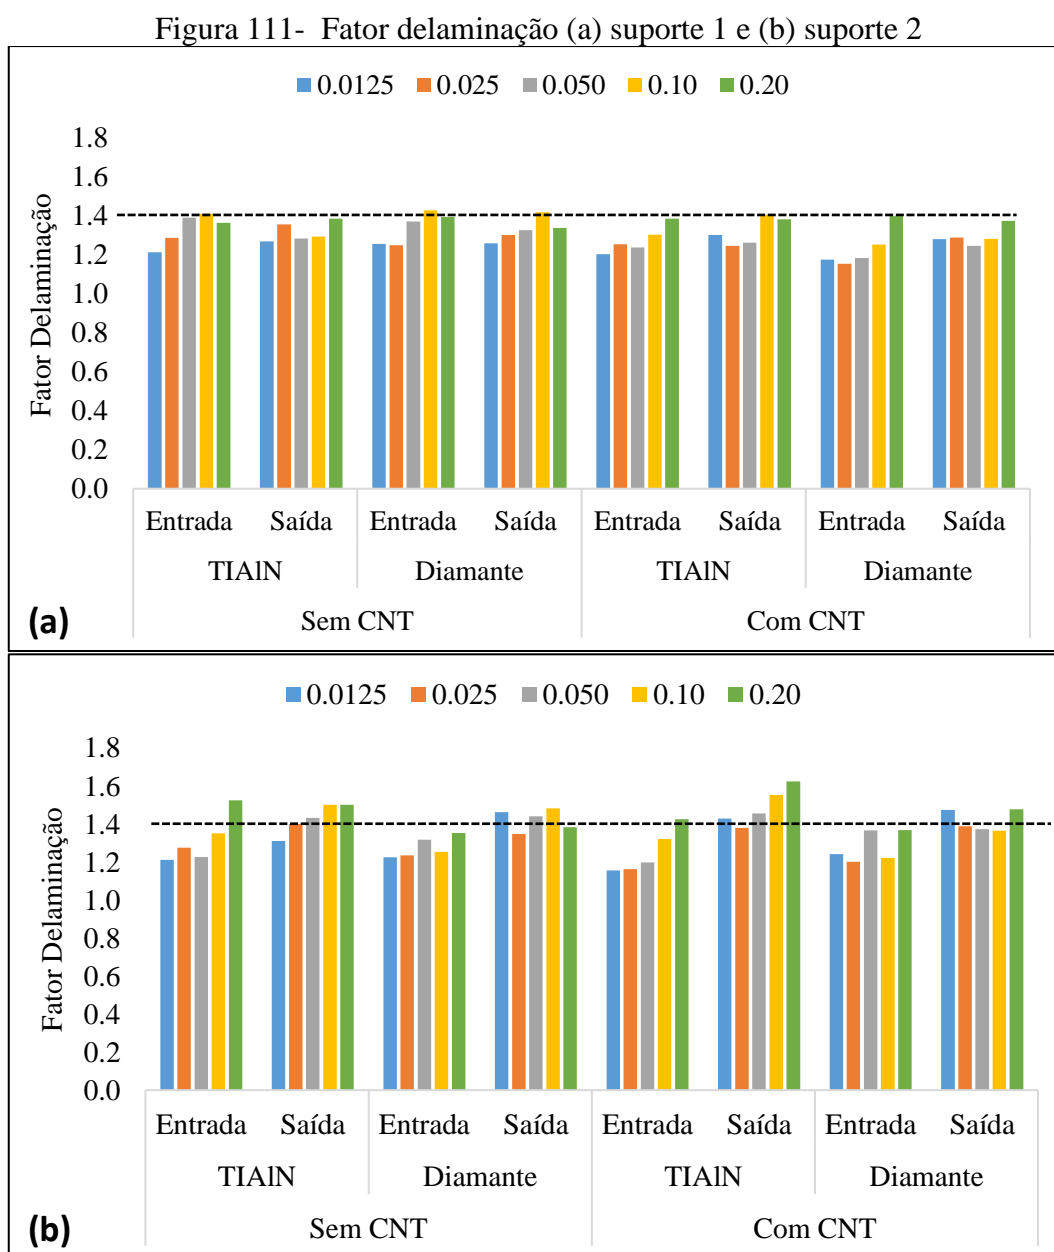 Figura 111- Fator delaminação (a) suporte 1 e (b) suporte 2
0.0125 0.025 0.050 0.10 0.20
1.8
1.6
1.4
1.2
1.0
0.8
0.6
0.4
0.2
0.0
Fator Delaminação
Entrada Saída Entrada Saída Entrada Saída Entrada Saída
TIAlN Diamante TIAlN Diamante
Sem CNT Com CNT
(a)
0.0125 0.025 0.050 0.10 0.20
1.8
1.6
1.4
1.2
1.0
0.8
0.6
0.4
0.2
0.0
Fator Delaminação
Entrada Saída Entrada Saída Entrada Saída Entrada Saída
TIAlN Diamante TIAlN Diamante
Sem CNT Com CNT
(b)